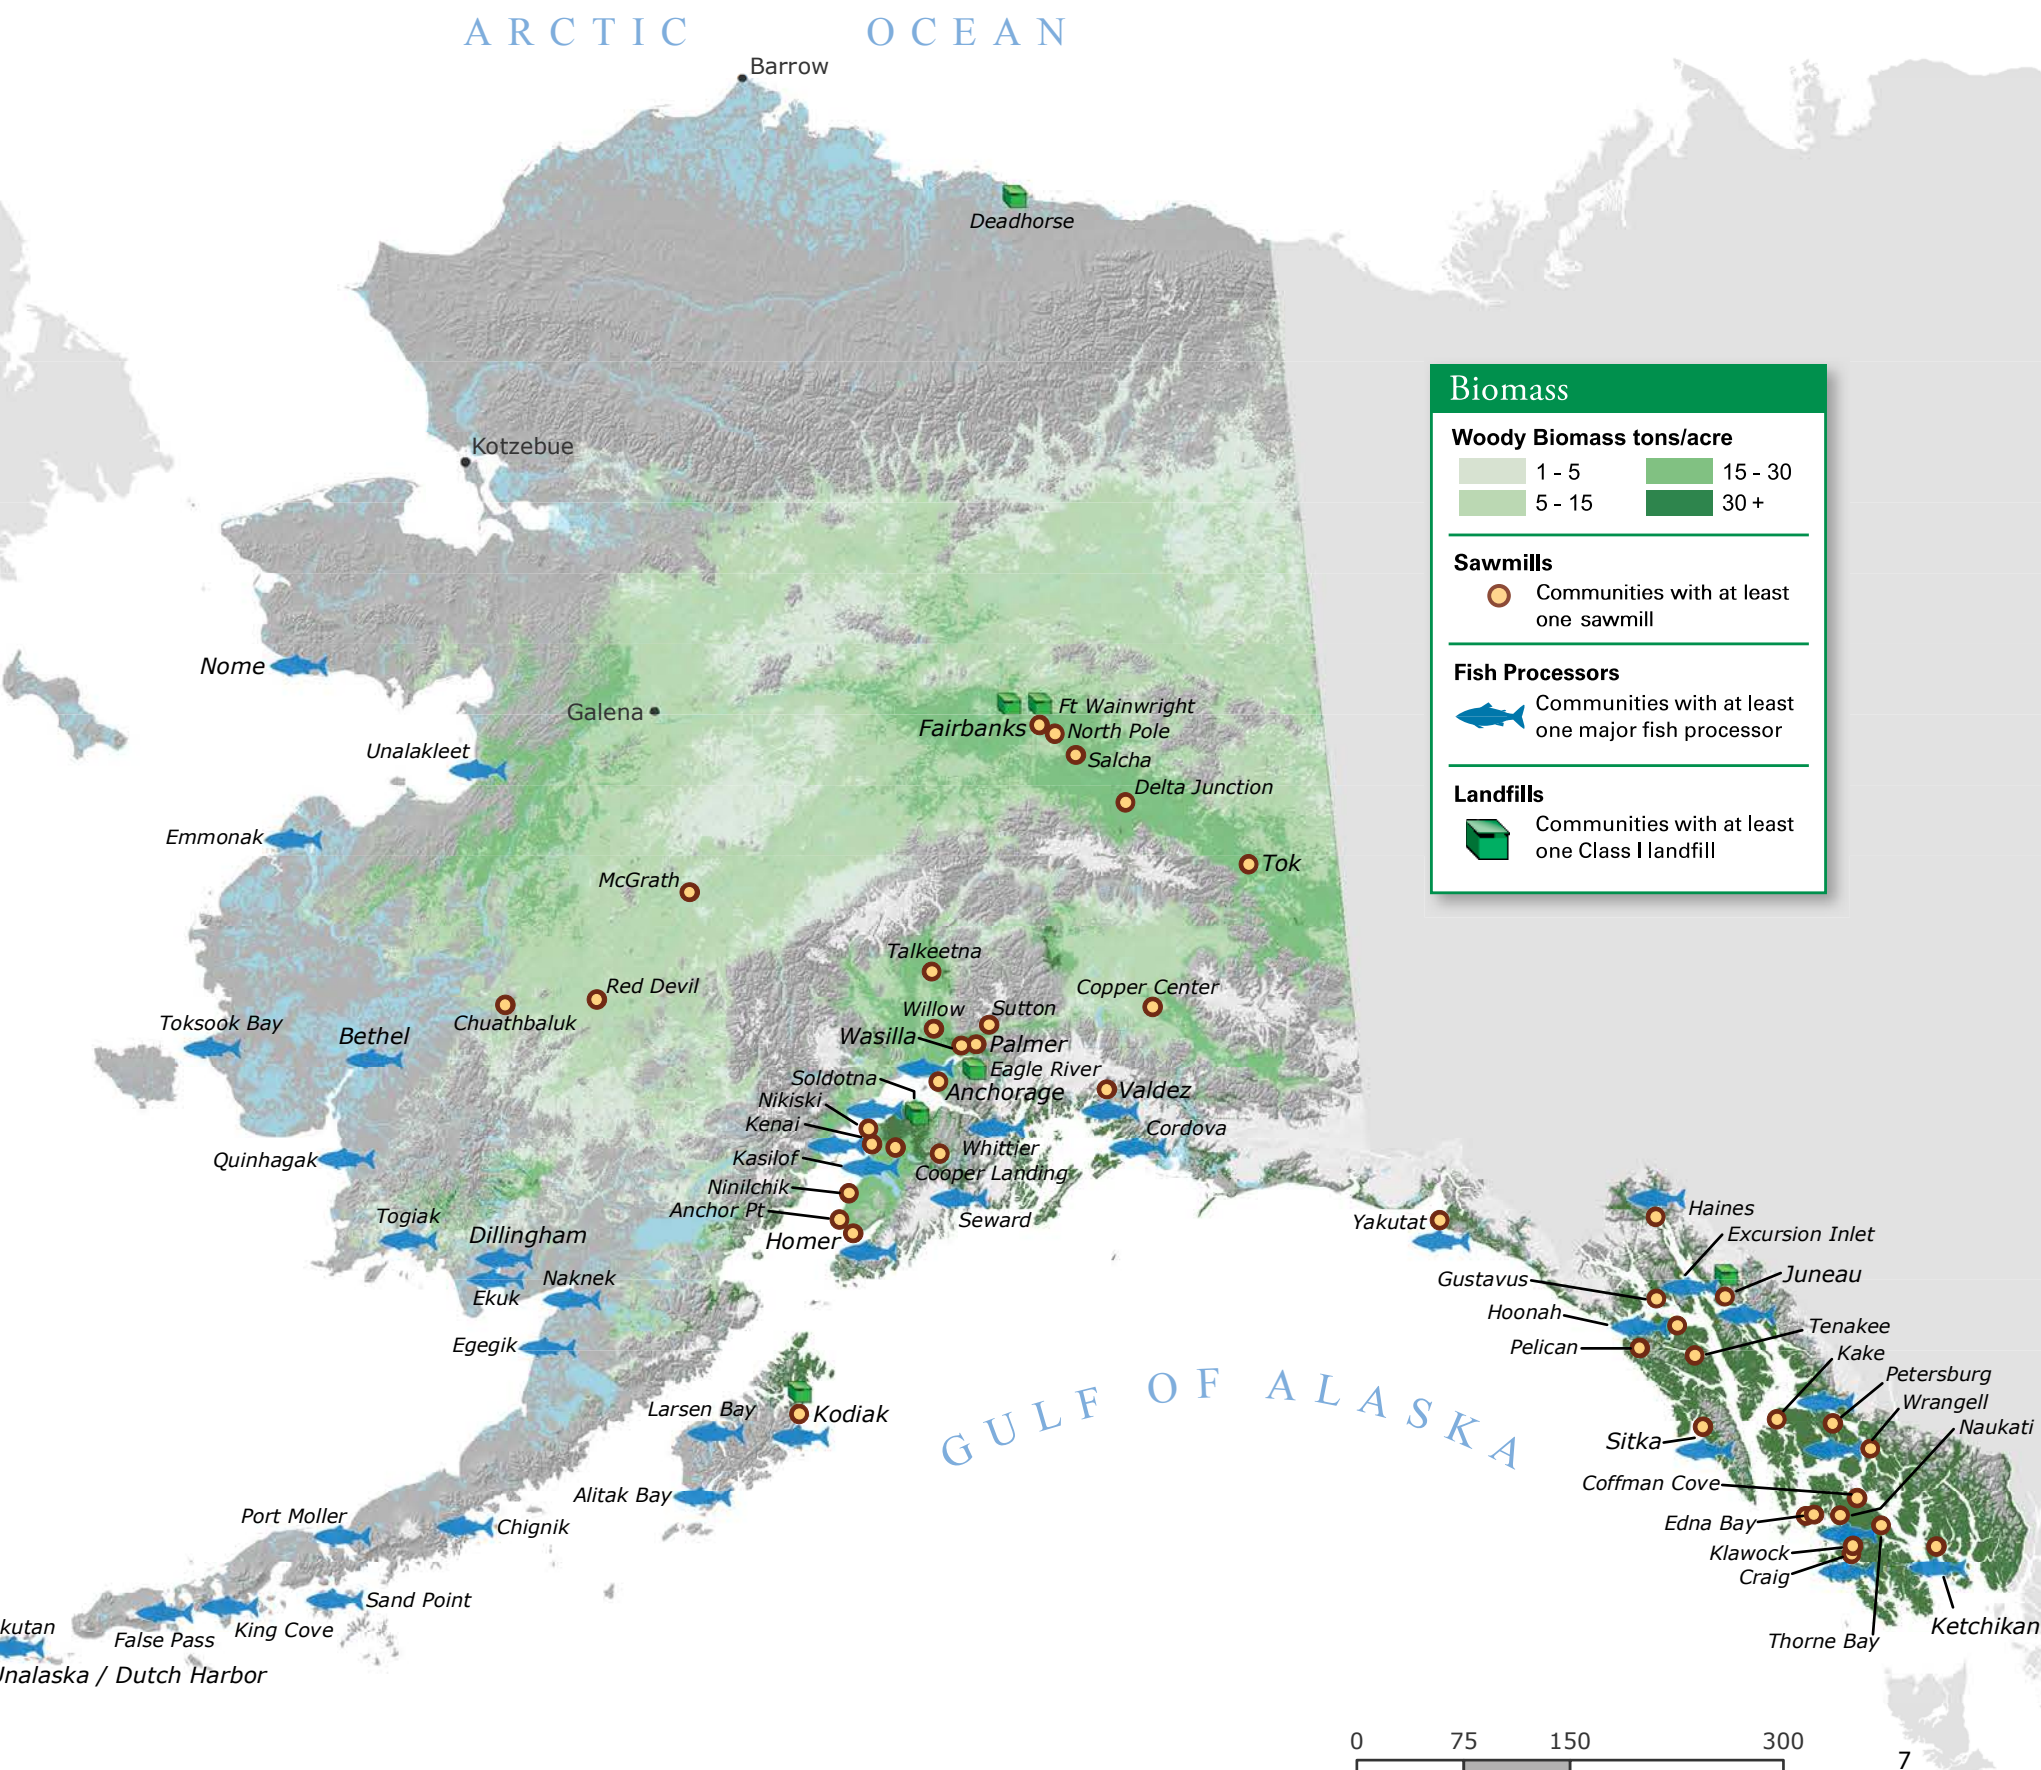 ARCTIC OCEAN
Barrow
Deadhorse
Kotzebue
Biomass
Woody Biomass tons/acre
1 - 5
15 - 30
5 - 15
30 +
Sawmills
Communities with at least
one sawmill
Fish Processors
Communities with at least
one major fish processor
Landfills
Communities with at least
one Class I landfill
Nome
Galena
Ft Wainwright
Fairbanks
North Pole
Unalakleet
Salcha
Delta Junction
Emmonak
Tok
McGrath
Talkeetna
Red Devil
Copper Center
Willow
Sutton
Toksook Bay
Chuathbaluk
Bethel
Wasilla
Palmer
Eagle River
Soldotna
Anchorage
Valdez
Nikiski
Kenai
Cordova
Whittier
Quinhagak
Kasilof
Cooper Landing
Ninilchik
Anchor Pt
Seward
Togiak
Dillingham
Homer
Yakutat
Haines
Excursion Inlet
Naknek
Ekuk
Gustavus
Juneau
Hoonah
Tenakee
Egegik
Pelican
Kake
Petersburg
Larsen Bay
Kodiak
GULF OF ALASKA
Wrangell
Naukati
Sitka
Coffman Cove
Alitak Bay
Port Moller
Chignik
Edna Bay
Klawock
Craig
Sand Point
kutan
False Pass
King Cove
Thorne Bay
Ketchikan
Unalaska / Dutch Harbor
0 75 150 300
7